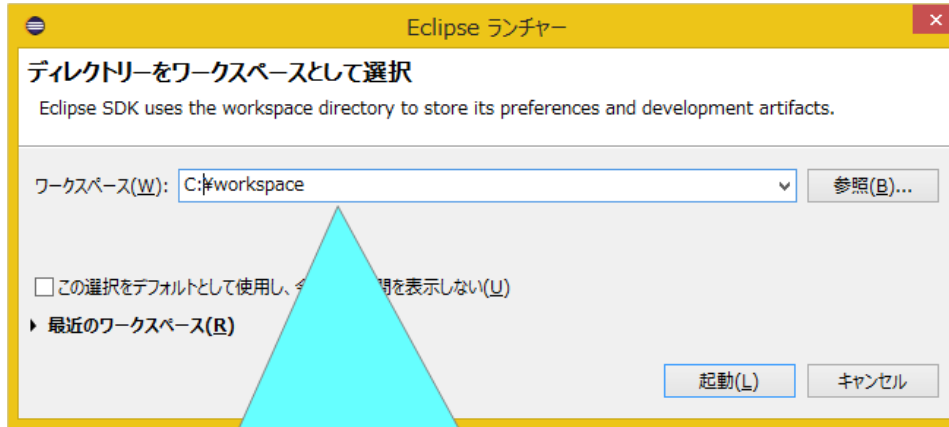 Eclipse ランチャー
ディレクトリーをワークスペースとして選択
Eclipse SDK uses the workspace directory to store its preferences and development artifacts.
ワークスペース(W): C:¥workspace 参照(B)...
この選択をデフォルトとして使用し、 を表示しない(U)
最近のワークスペース(R)
起動(L) キャンセル